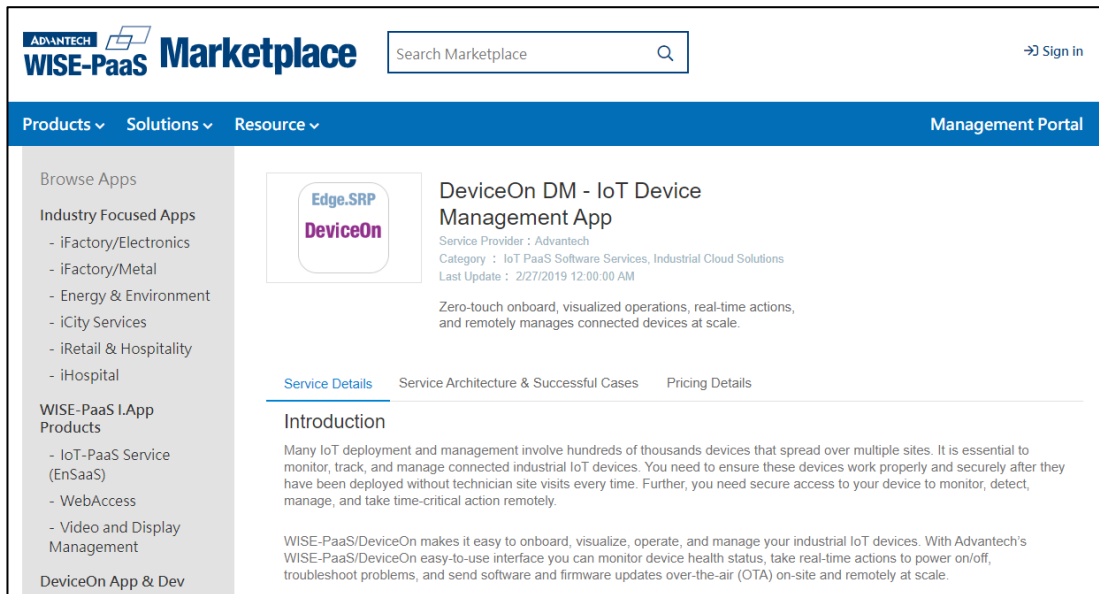 ADVANTECH
WISE-PaaS Marketplace
Search Marketplace
Sign in
Products
Solutions
Resource
Management Portal
Browse Apps
Industry Focused Apps
- iFactory/Electronics
- iFactory/Metal
- Energy & Environment
- iCity Services
- iRetail & Hospitality
- iHospital
WISE-PaaS I.App
Products
- IoT-PaaS Service
(EnSaaS)
- WebAccess
- Video and Display
Management
DeviceOn App & Dev
Edge.SRP
DeviceOn
DeviceOn DM - IoT Device
Management App
Service Provider : Advantech
Category : IoT PaaS Software Services, Industrial Cloud Solutions
Last Update : 2/27/2019 12:00:00 AM
Zero-touch onboard, visualized operations, real-time actions,
and remotely manages connected devices at scale.
Service Details
Service Architecture & Successful Cases
Pricing Details
Introduction
Many IoT deployment and management involve hundreds of thousands devices that spread over multiple sites. It is essential to
monitor, track, and manage connected industrial IoT devices. You need to ensure these devices work properly and securely after they
have been deployed without technician site visits every time. Further, you need secure access to your device to monitor, detect,
manage, and take time-critical action remotely.
WISE-PaaS/DeviceOn makes it easy to onboard, visualize, operate, and manage your industrial IoT devices. With Advantech's
WISE-PaaS/DeviceOn easy-to-use interface you can monitor device health status, take real-time actions to power on/off,
troubleshoot problems, and send software and firmware updates over-the-air (OTA) on-site and remotely at scale.